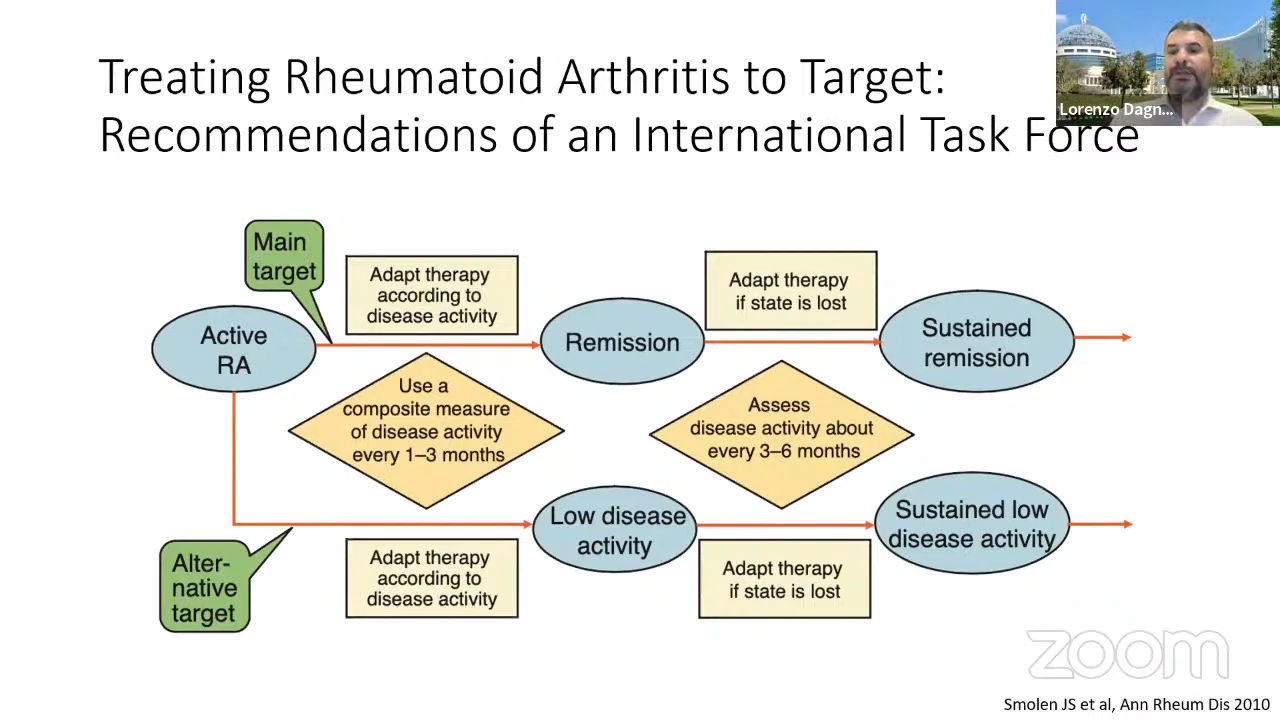 Treating Rheumatoid Arthritis to Target:
Recommendations of an International Task Force
Lorenzo Dagn...
Main
target
Adapt therapy
according to
disease activity
Adapt therapy
if state is lost
Active
RA
Remission
Sustained
remission
Use a
composite measure
of disease activity
every 1–3 months
Assess
disease activity about
every 3–6 months
Low disease
activity
Sustained low
disease activity
Alter-
native
target
Adapt therapy
according to
disease activity
Adapt therapy
if state is lost
zoom
Smolen JS et al, Ann Rheum Dis 2010